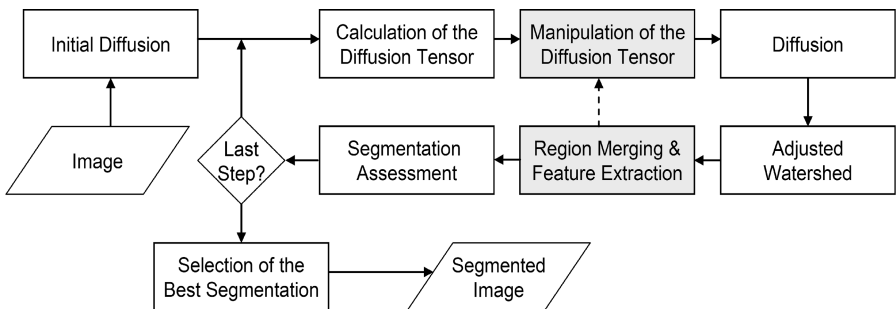 Initial Diffusion
Calculation of the
Diffusion Tensor
Manipulation of the
Diffusion Tensor
Diffusion
Image
Last
Step?
Segmentation
Assessment
Region Merging &
Feature Extraction
Adjusted
Watershed
Selection of the
Best Segmentation
Segmented
Image